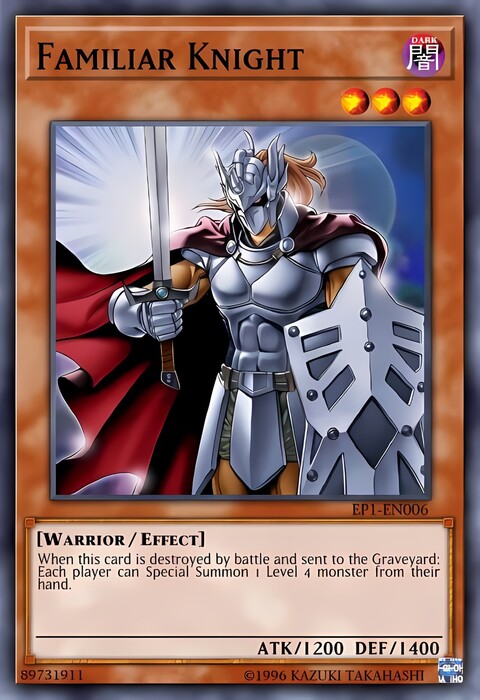 FAMILIAR KNIGHT
DARK
闇
EP1-EN006
[WARRIOR / EFFECT]
When this card is destroyed by battle and sent to the Graveyard:
Each player can Special Summon 1 Level 4 monster from their
hand.
ATK/1200 DEF/1400
89731911
©1996 KAZUKI TAKAHASHI